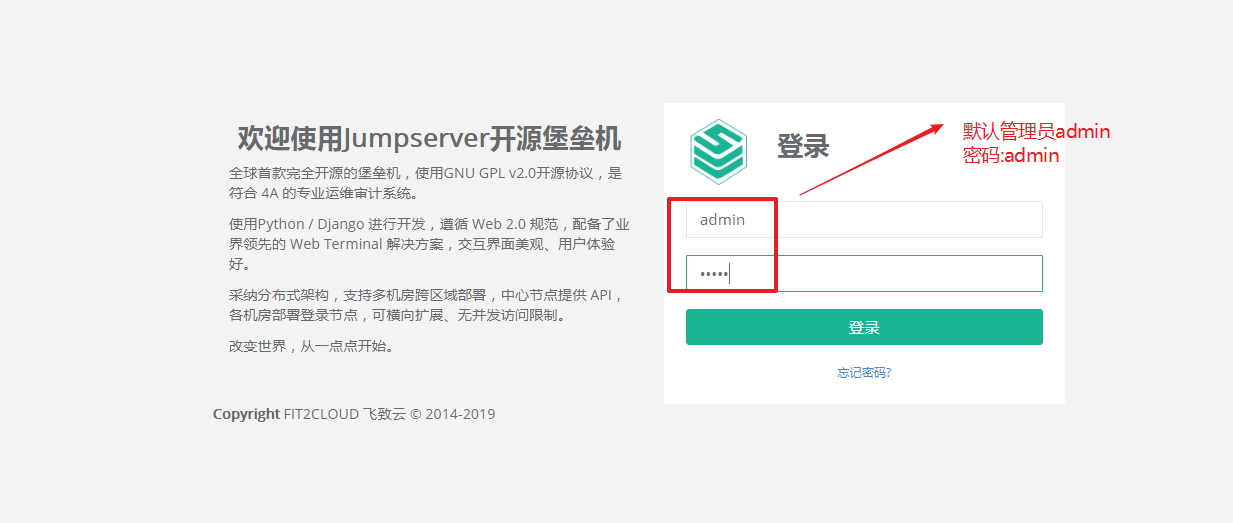 欢迎使用Jumpserver开源堡垒机
全球首款完全开源的堡垒机，使用GNU GPL v2.0开源协议，是
符合 4A 的专业运维审计系统。
使用Python / Django 进行开发，遵循 Web 2.0 规范，配备了业
界领先的 Web Terminal 解决方案，交互界面美观、用户体验
好。
采纳分布式架构，支持多机房跨区域部署，中心节点提供 API，
各机房部署登录节点，可横向扩展、无并发访问限制。
改变世界，从一点点开始。
Copyright FIT2CLOUD 飞致云 © 2014-2019
登录
默认管理员admin
密码:admin
admin
•••••
登录
忘记密码?